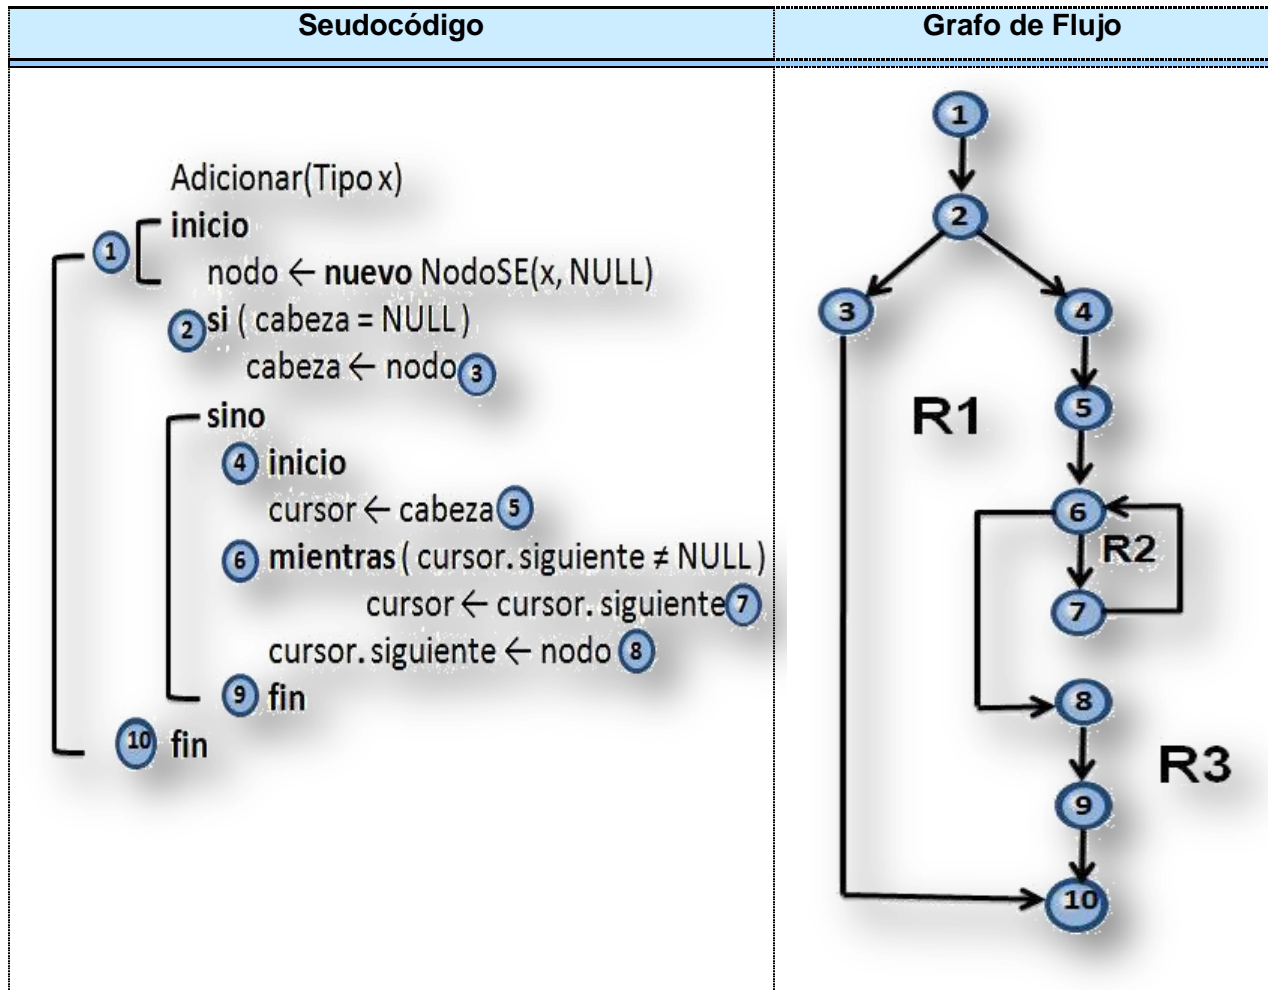 Seudocódigo
Adicionar(Tipo x)
1 inicio
nodo ← nuevo NodoSE(x, NULL)
2 si ( cabeza = NULL )
cabeza ← nodo 3
sino
4 inicio
cursor ← cabeza 5
6 mientras ( cursor. siguiente ≠ NULL )
cursor ← cursor. siguiente 7
cursor. siguiente ← nodo 8
9 fin
10 fin
Grafo de Flujo
1
2
3 4
R1 5
6
R2
7
8
R3
9
10